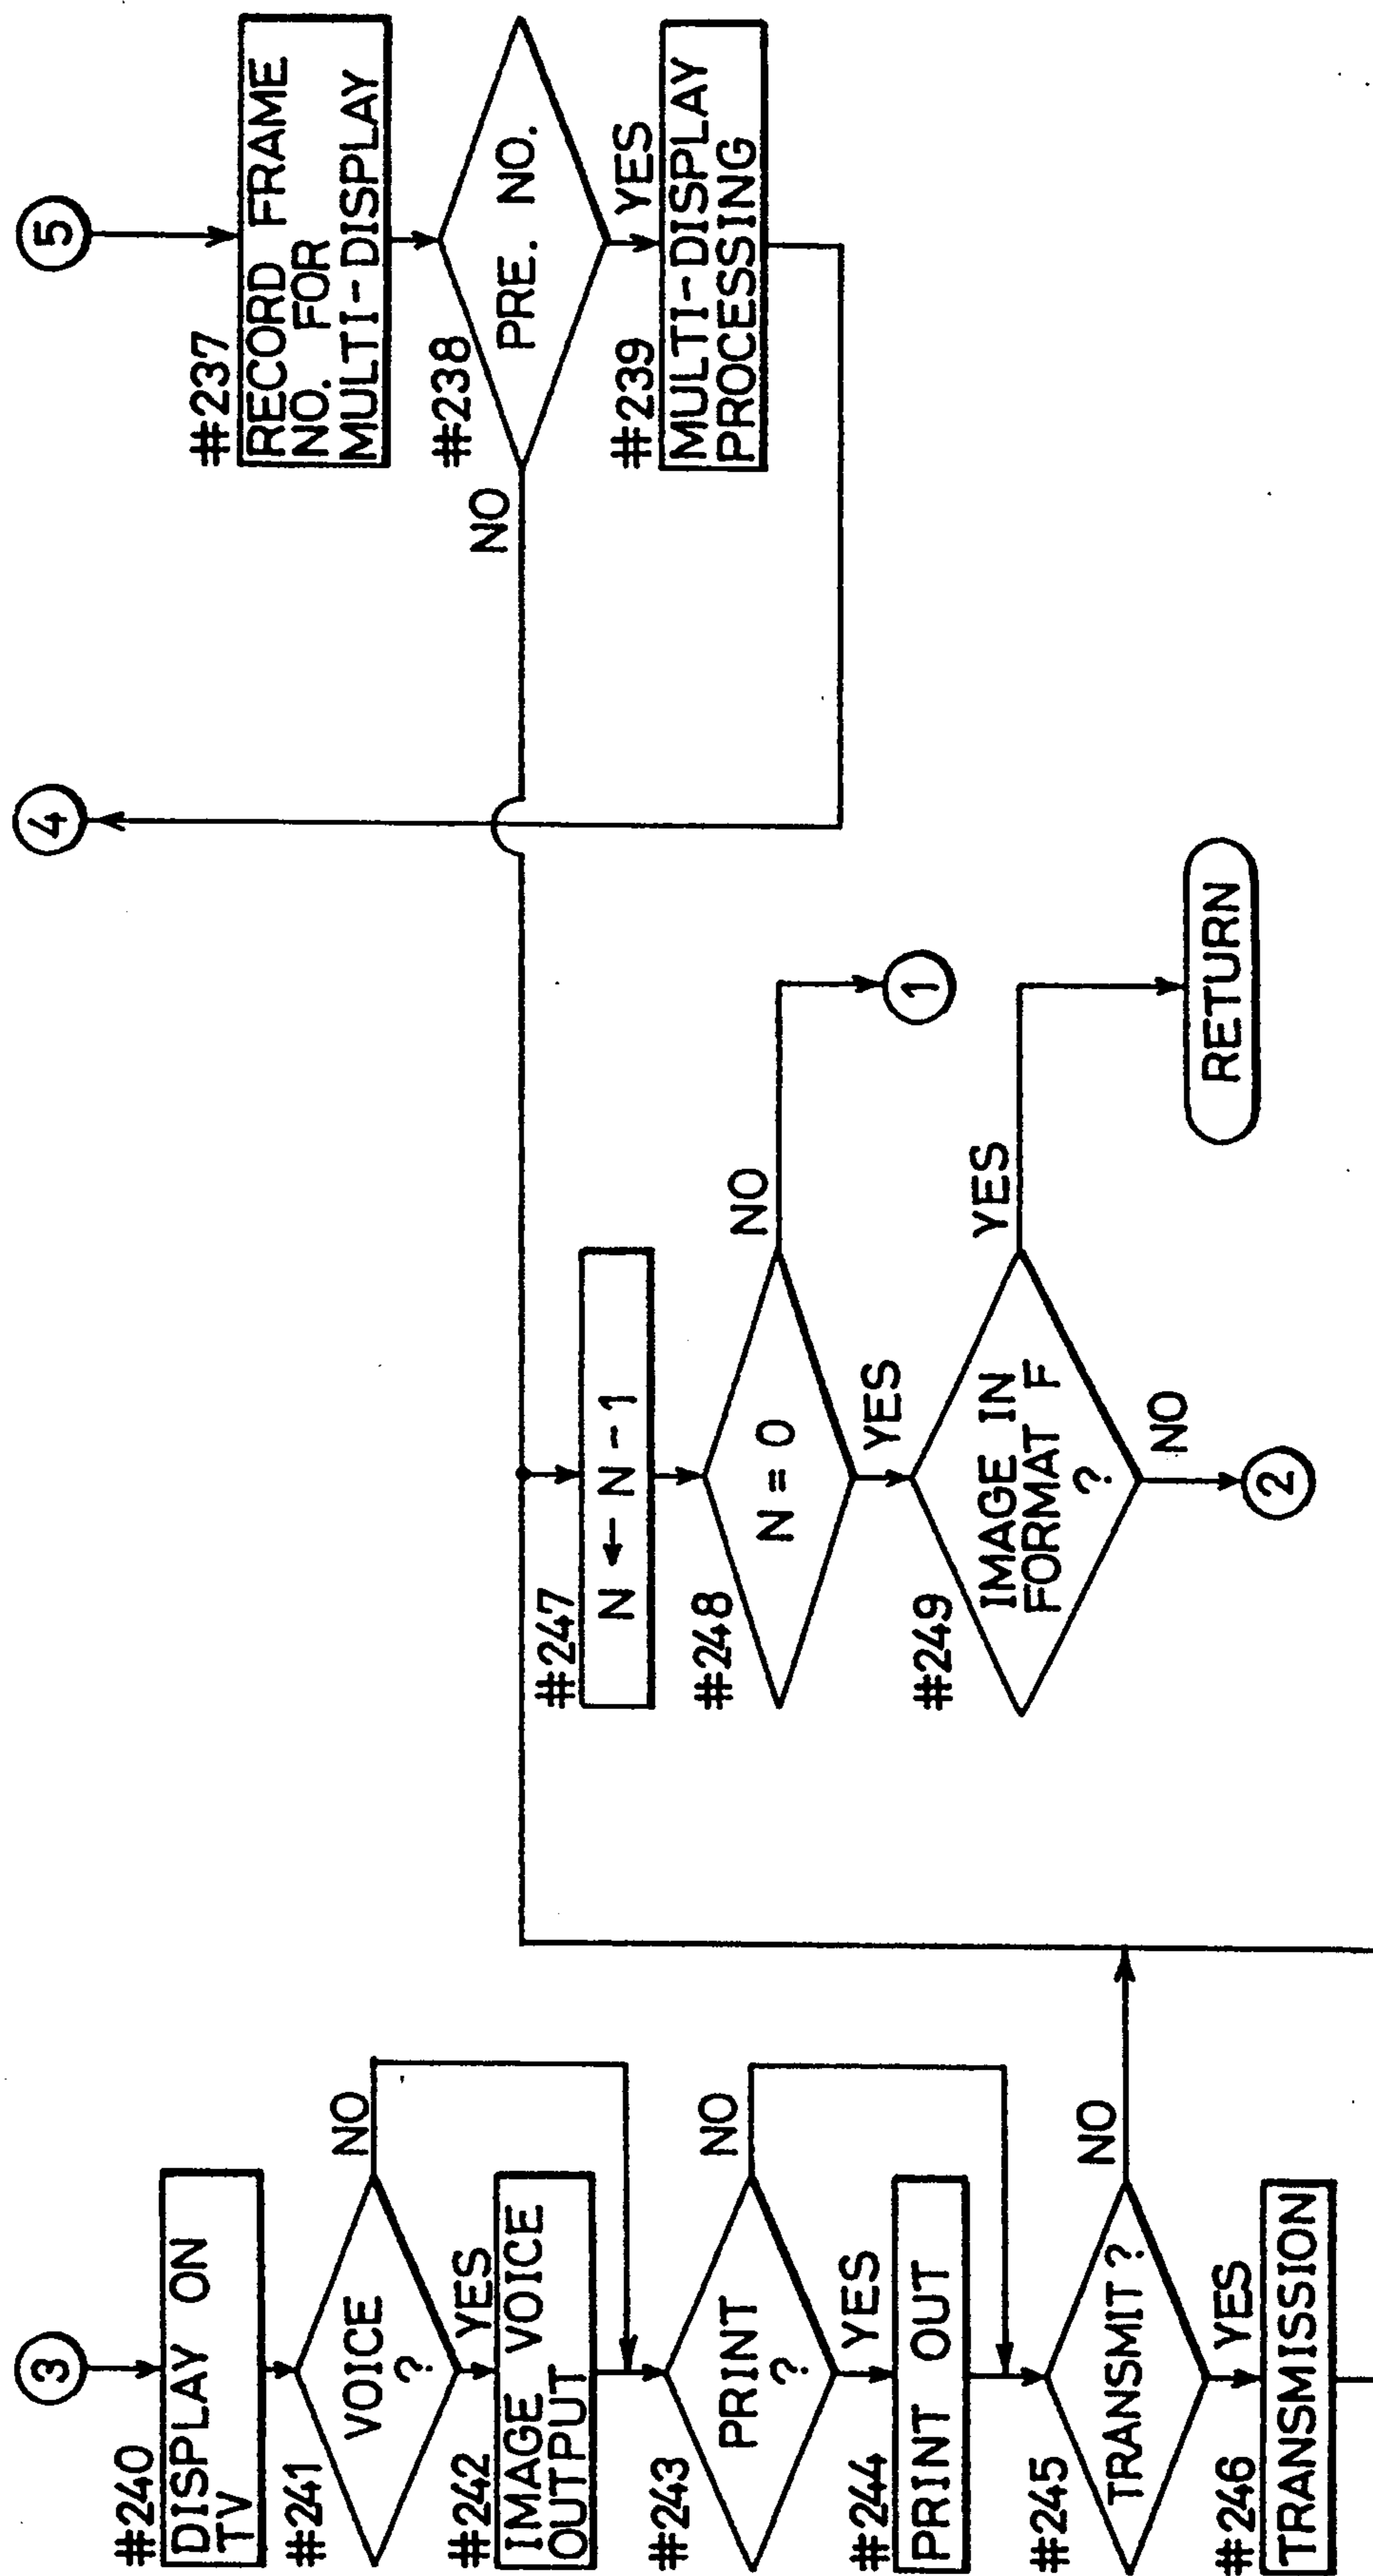 3
#240
DISPLAY ON
TV
#241
VOICE
?
NO
YES
#242
IMAGE VOICE
OUTPUT
#243
PRINT
?
NO
YES
#244
PRINT OUT
#245
TRANSMIT ?
NO
YES
#246
TRANSMISSION
#247
N ← N - 1
#248
N = 0
NO
1
YES
#249
IMAGE IN
FORMAT F
?
YES
RETURN
NO
2
4
5
#237
RECORD FRAME
NO. FOR
MULTI-DISPLAY
#238
PRE. NO.
NO
YES
#239
MULTI-DISPLAY
PROCESSING